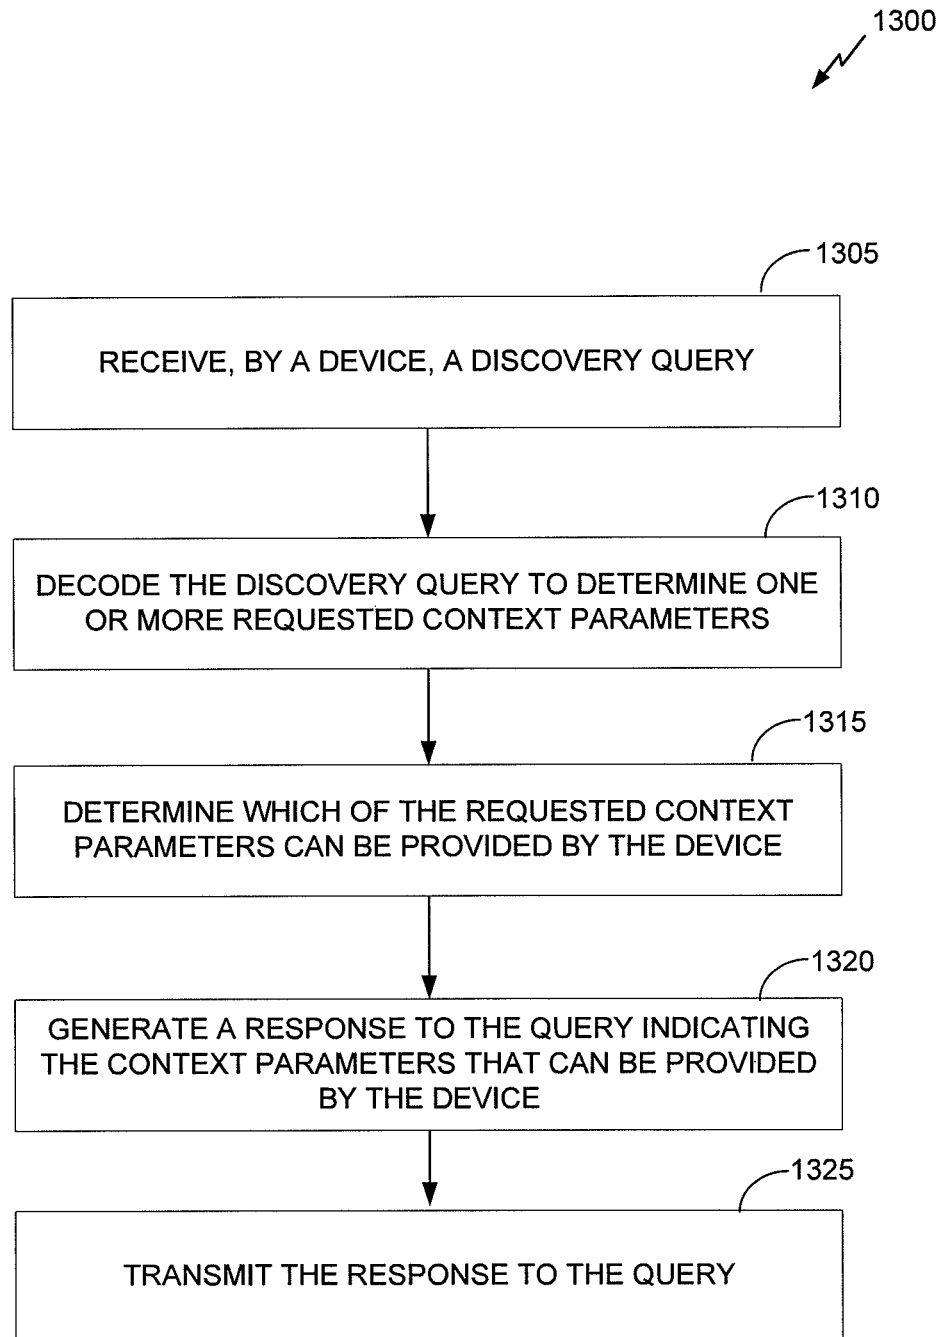 1300
1305
RECEIVE, BY A DEVICE, A DISCOVERY QUERY
1310
DECODE THE DISCOVERY QUERY TO DETERMINE ONE
OR MORE REQUESTED CONTEXT PARAMETERS
1315
DETERMINE WHICH OF THE REQUESTED CONTEXT
PARAMETERS CAN BE PROVIDED BY THE DEVICE
1320
GENERATE A RESPONSE TO THE QUERY INDICATING
THE CONTEXT PARAMETERS THAT CAN BE PROVIDED
BY THE DEVICE
1325
TRANSMIT THE RESPONSE TO THE QUERY